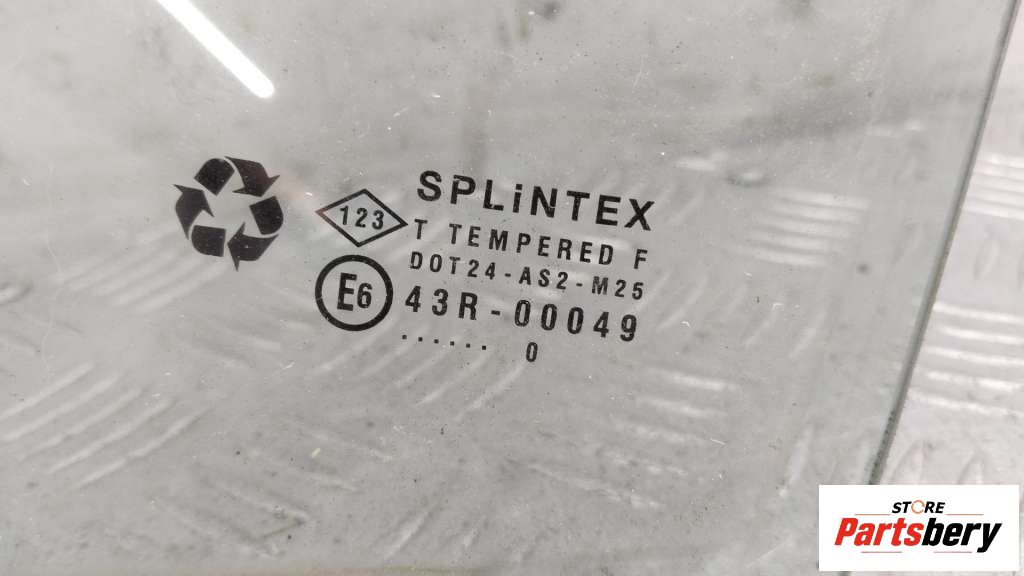 SPLiNTEX
123
T TEMPERED F
DOT24-AS2-M25
E6
43R-00049
...... 0
STORE
Partsbery